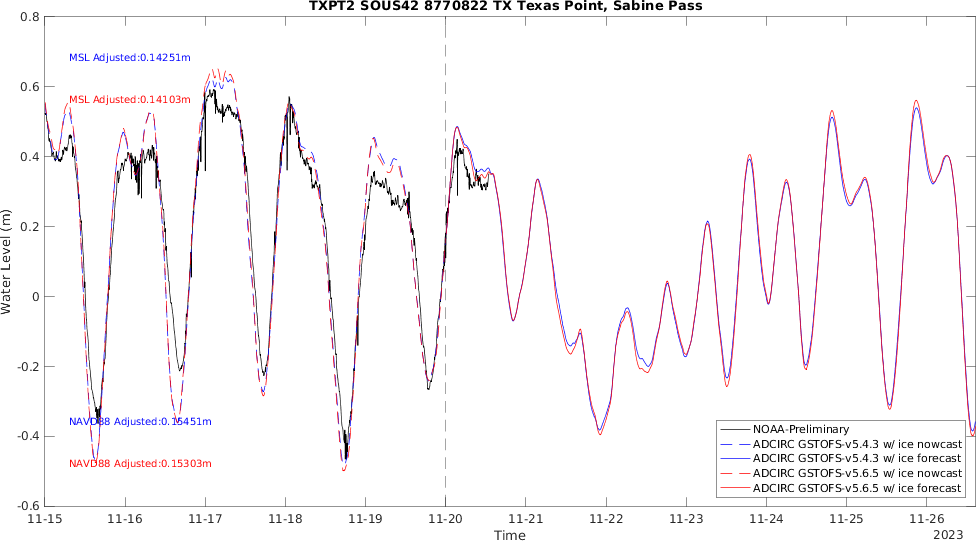 TXPT2 SOUS42 8770822 TX Texas Point, Sabine Pass
0.8
0.6
0.4
0.2
0
-0.2
-0.4
-0.6
Water Level (m)
MSL Adjusted:0.14251m
MSL Adjusted:0.14103m
NAVD88 Adjusted:0.15451m
NAVD88 Adjusted:0.15303m
NOAA-Preliminary
ADCIRC GSTOFS-v5.4.3 w/ ice nowcast
ADCIRC GSTOFS-v5.4.3 w/ ice forecast
ADCIRC GSTOFS-v5.6.5 w/ ice nowcast
ADCIRC GSTOFS-v5.6.5 w/ ice forecast
11-15 11-16 11-17 11-18 11-19 11-20 11-21 11-22 11-23 11-24 11-25 11-26
Time
2023